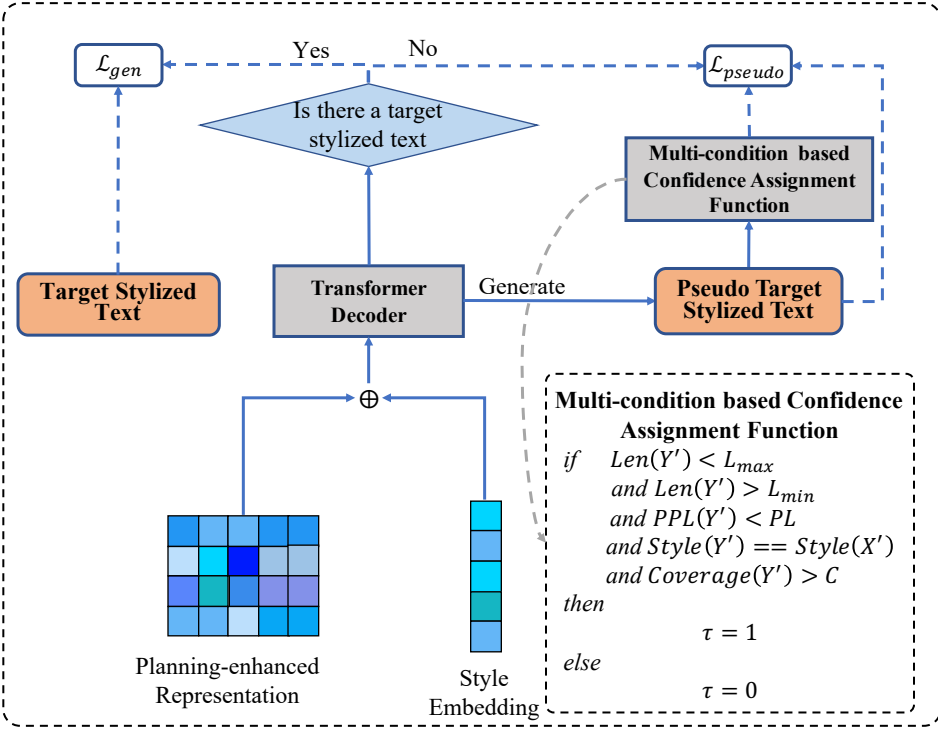 Yes
No
ℒ_gen
ℒ_pseudo
Is there a target
stylized text
Multi-condition based
Confidence Assignment
Function
Target Stylized
Text
Transformer
Decoder
Generate
Pseudo Target
Stylized Text
⊕
Planning-enhanced
Representation
Style
Embedding
Multi-condition based Confidence
Assignment Function
if Len(Y′) < L_max
and Len(Y′) > L_min
and PPL(Y′) < PL
and Style(Y′) == Style(X′)
and Coverage(Y′) > C
then
τ = 1
else
τ = 0